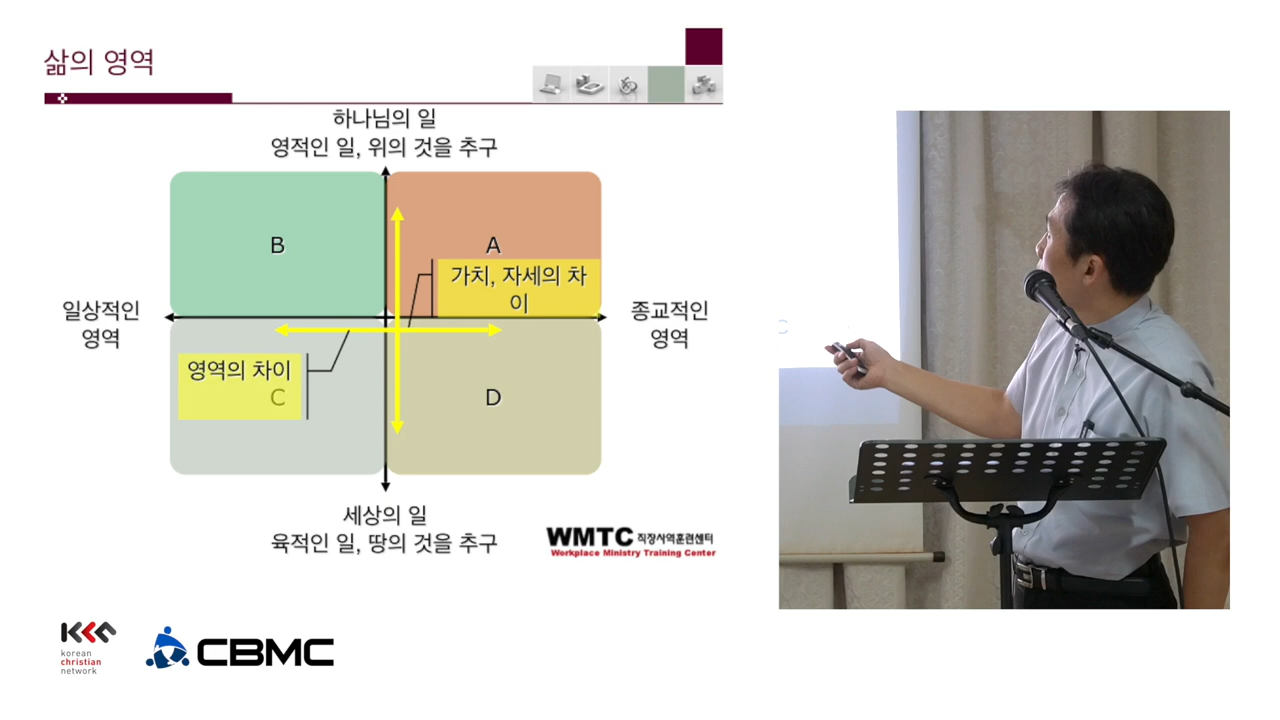 삶의 영역
하나님의 일
영적인 일, 위의 것을 추구
B
A
가치, 자세의 차
이
일상적인
영역
종교적인
영역
영역의 차이
C
D
세상의 일
육적인 일, 땅의 것을 추구
WMTC 직장사역훈련센터
Workplace Ministry Training Center
kcn
korean
christian
network
CBMC